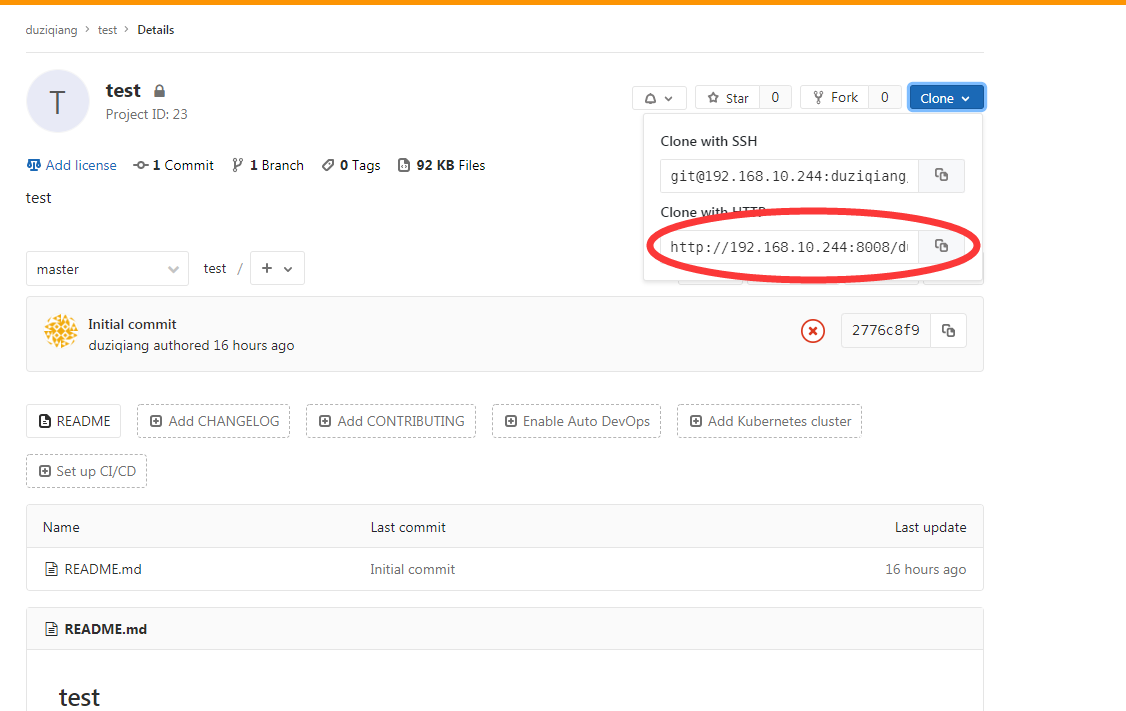 duziqiang > test > Details
T
test
Project ID: 23
Star 0
Fork 0
Clone
Clone with SSH
git@192.168.10.244:duziqiang
Clone with HTTP
http://192.168.10.244:8008/d
Add license
1 Commit
1 Branch
0 Tags
92 KB Files
test
master
test / +
Initial commit
duziqiang authored 16 hours ago
2776c8f9
README
Add CHANGELOG
Add CONTRIBUTING
Enable Auto DevOps
Add Kubernetes cluster
Set up CI/CD
Name Last commit Last update
README.md Initial commit 16 hours ago
README.md
test